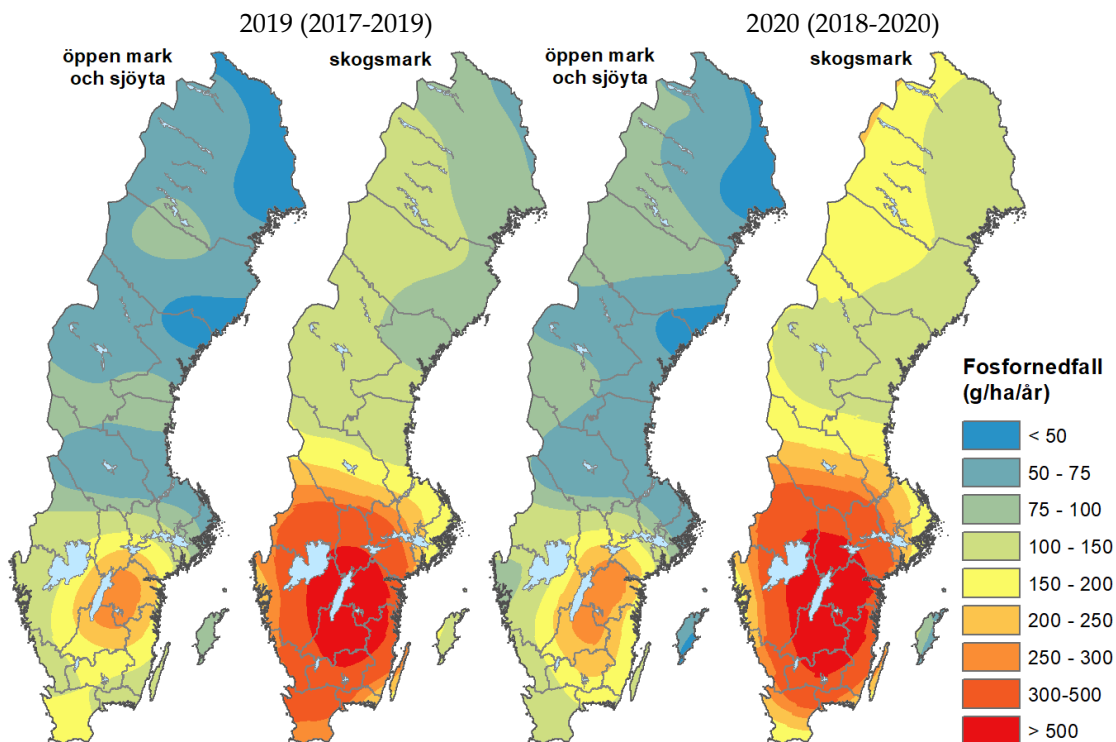 2019 (2017-2019)
2020 (2018-2020)
öppen mark
och sjöyta
skogsmark
öppen mark
och sjöyta
skogsmark
Fosfornedfall
(g/ha/år)
< 50
50 - 75
75 - 100
100 - 150
150 - 200
200 - 250
250 - 300
300-500
> 500